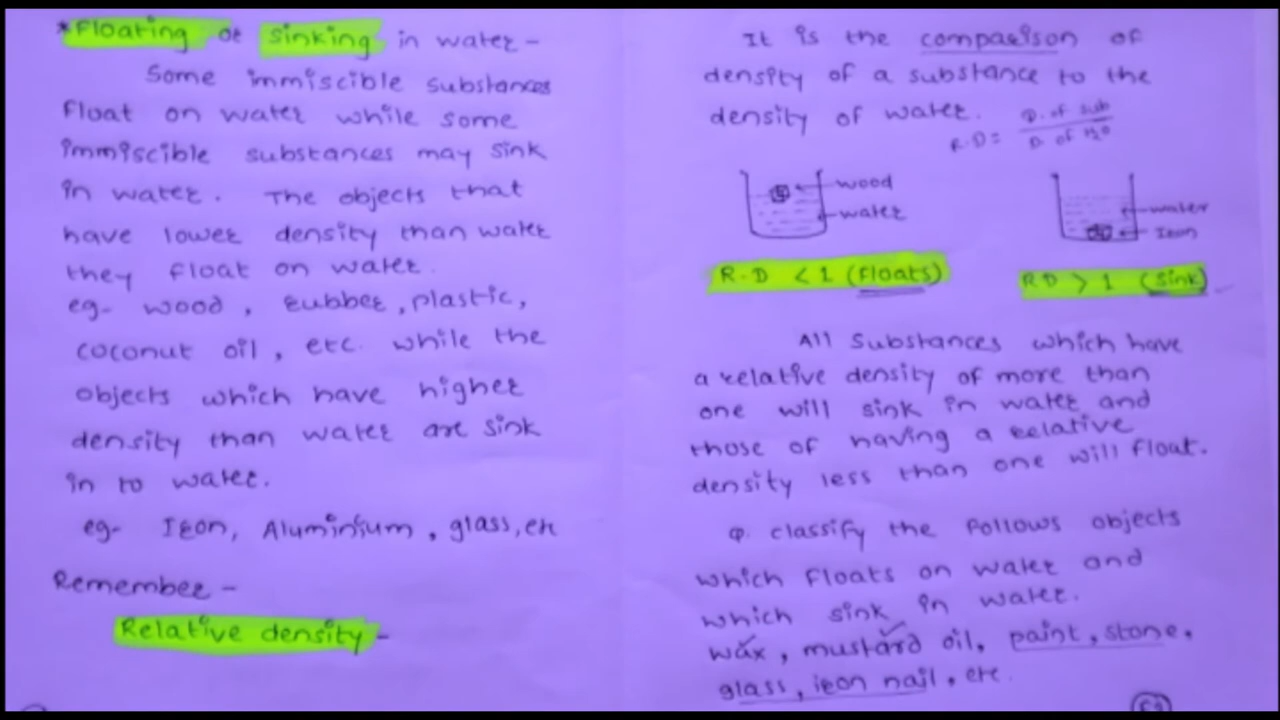 *Floating or sinking in water -
Some immiscible substances
float on water while some
immiscible substances may sink
in water. The objects that
have lower density than water
they float on water.
eg- wood, rubber, plastic,
coconut oil, etc. while the
objects which have higher
density than water are sink
in to water.
eg- Iron, Aluminium, glass, etc
Remember -
Relative density -
It is the comparison of
density of a substance to the
density of water.
R.D = D. of sub
D. of H2O
wood
water
water
Iron
R.D < 1 (floats)
R D > 1 (sink)
All substances which have
a relative density of more than
one will sink in water and
those of having a relative
density less than one will float.
Q. classify the follows objects
which floats on water and
which sink in water.
wax, mustard oil, paint, stone,
glass, iron nail, etc.